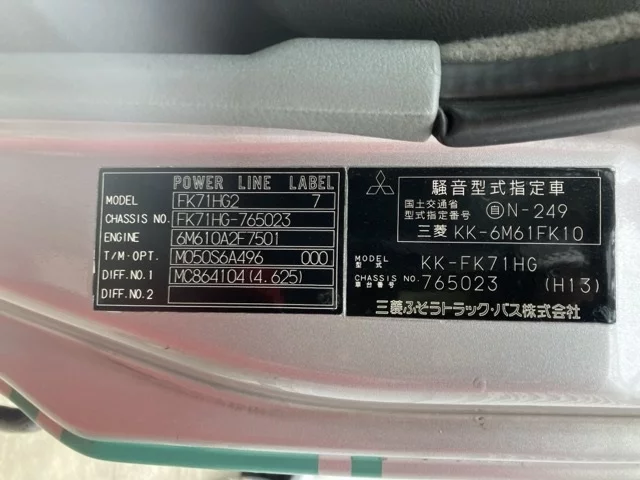 POWER LINE LABEL
MODEL FK71HG2 7
CHASSIS NO. FK71HG-765023
ENGINE 6M610A2F7501
T/M·OPT. M050S6A496 000
DIFF.NO.1 MC864104(4.625)
DIFF.NO.2
騒音型式指定車
国土交通省
型式指定番号 自N-249
三菱 KK-6M61FK10
MODEL
型式 KK-FK71HG
CHASSIS NO.
車台番号 765023 (H13)
三菱ふそうトラック・バス株式会社